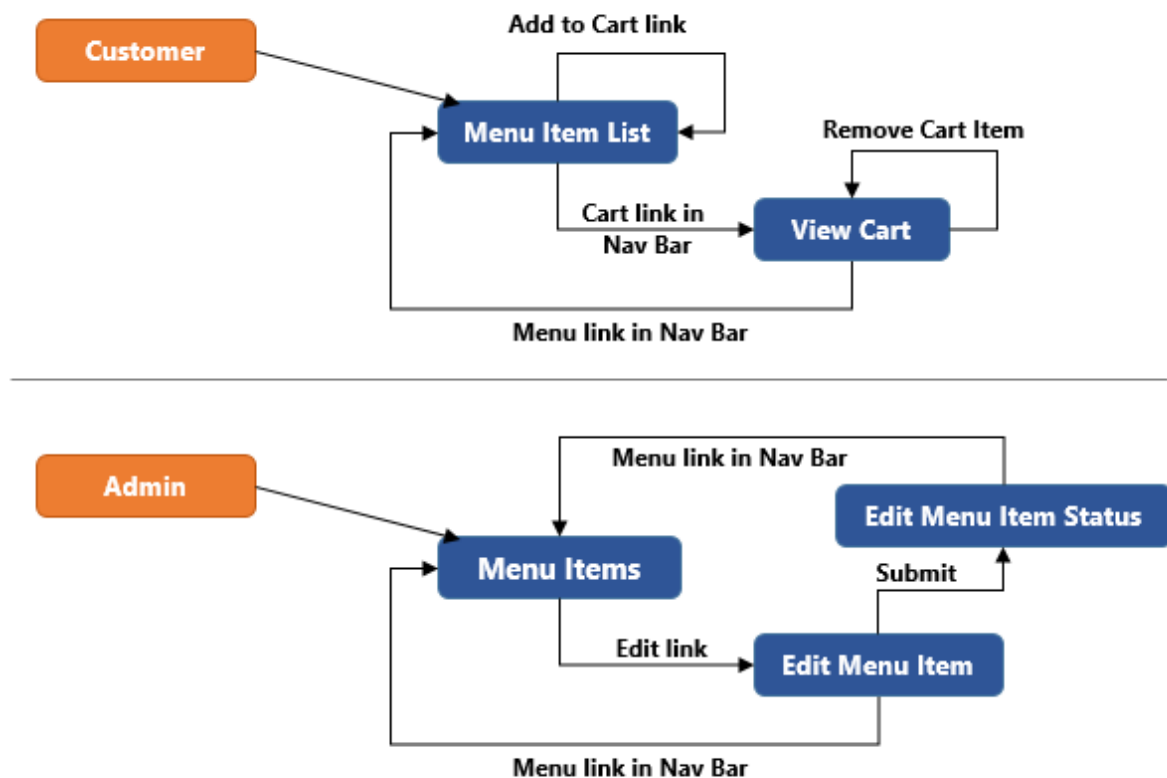 Add to Cart link
Customer
Menu Item List
Remove Cart Item
Cart link in
Nav Bar
View Cart
Menu link in Nav Bar
Menu link in Nav Bar
Admin
Edit Menu Item Status
Menu Items
Submit
Edit link
Edit Menu Item
Menu link in Nav Bar